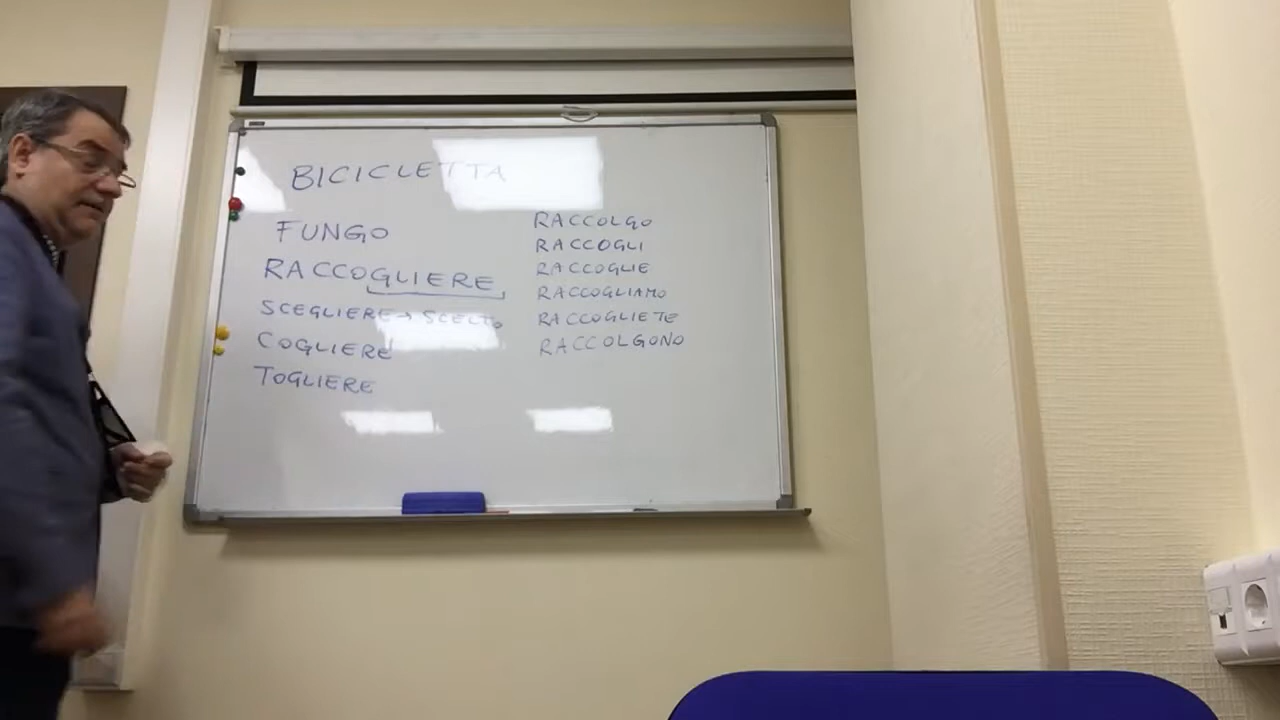 BICICLETTA
FUNGO
RACCOGLIERE
SCEGLIERE → SCELTO
COGLIERE
TOGLIERE
RACCOLGO
RACCOGLI
RACCOGLIE
RACCOGLIAMO
RACCOGLIETE
RACCOLGONO